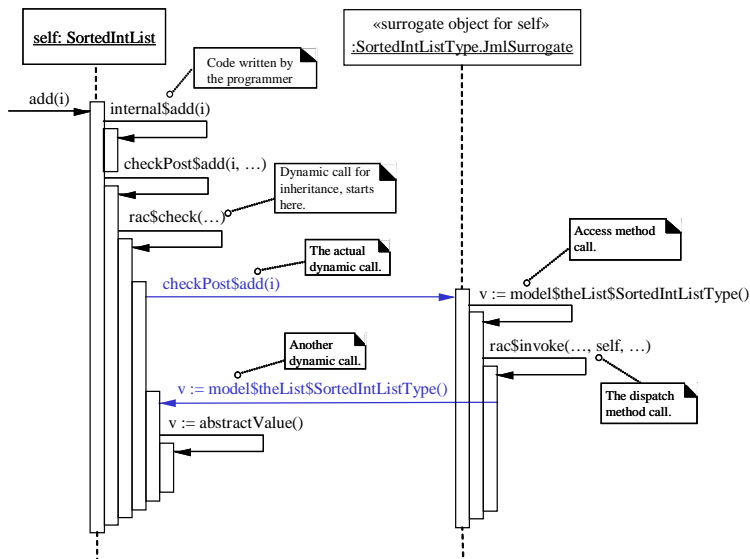 self: SortedIntList
«surrogate object for self»
:SortedIntListType.JmlSurrogate
Code written by
the programmer
add(i)
internal$add(i)
checkPost$add(i, …)
Dynamic call for
inheritance, starts
here.
rac$check(…)
The actual
dynamic call.
Access method
call.
checkPost$add(i)
v := model$theList$SortedIntListType()
Another
dynamic call.
rac$invoke(…, self, …)
v := model$theList$SortedIntListType()
The dispatch
method call.
v := abstractValue()